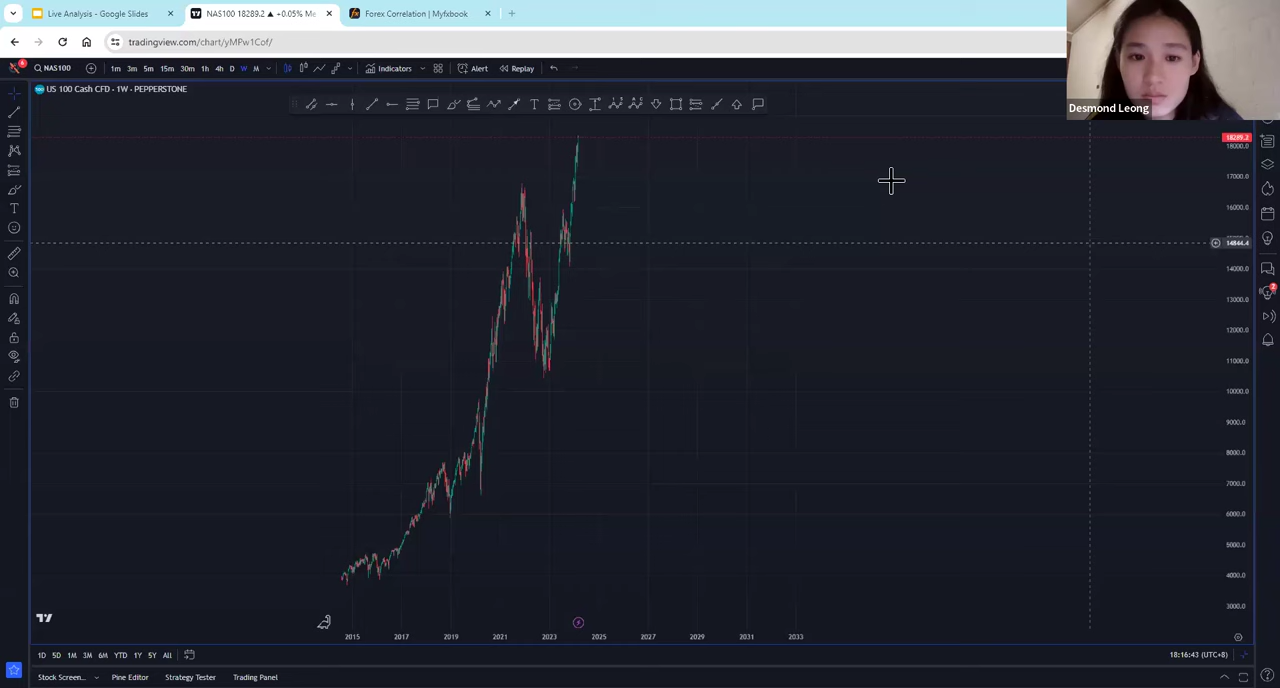 Live Analysis - Google Slides
NAS100 18289.2 ▲ +0.05% Me
Forex Correlation | Myfxbook
tradingview.com/chart/yMPw1Cof/
Desmond Leong
6
NAS100
1m 3m 5m 15m 30m 1h 4h D W M
Indicators
Alert
Replay
US 100 Cash CFD · 1W · PEPPERSTONE
18289.2
18000.0
17000.0
16000.0
14844.4
14000.0
13000.0
12000.0
11000.0
10000.0
9000.0
8000.0
7000.0
6000.0
5000.0
4000.0
3000.0
2
2015 2017 2019 2021 2023 2025 2027 2029 2031 2033
1D 5D 1M 3M 6M YTD 1Y 5Y All
18:16:43 (UTC+8)
Stock Screen... Pine Editor Strategy Tester Trading Panel